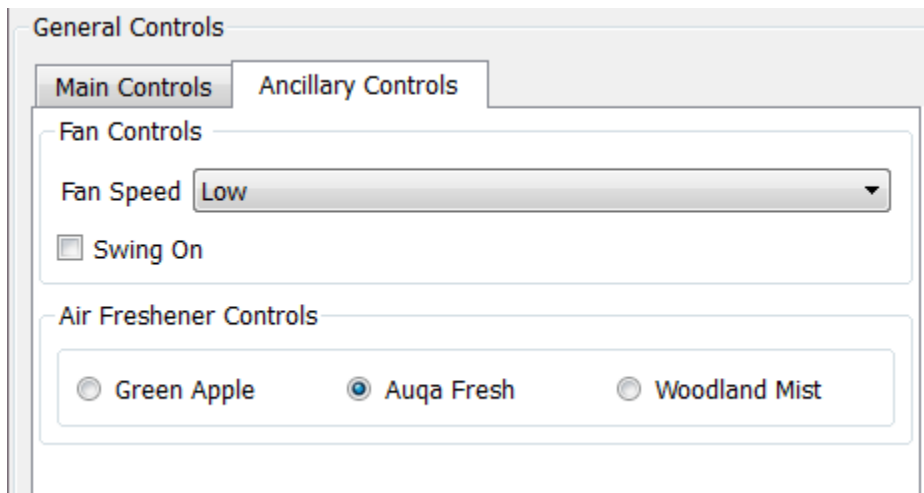 General Controls
Main Controls Ancillary Controls
Fan Controls
Fan Speed Low
Swing On
Air Freshener Controls
Green Apple Auqa Fresh Woodland Mist